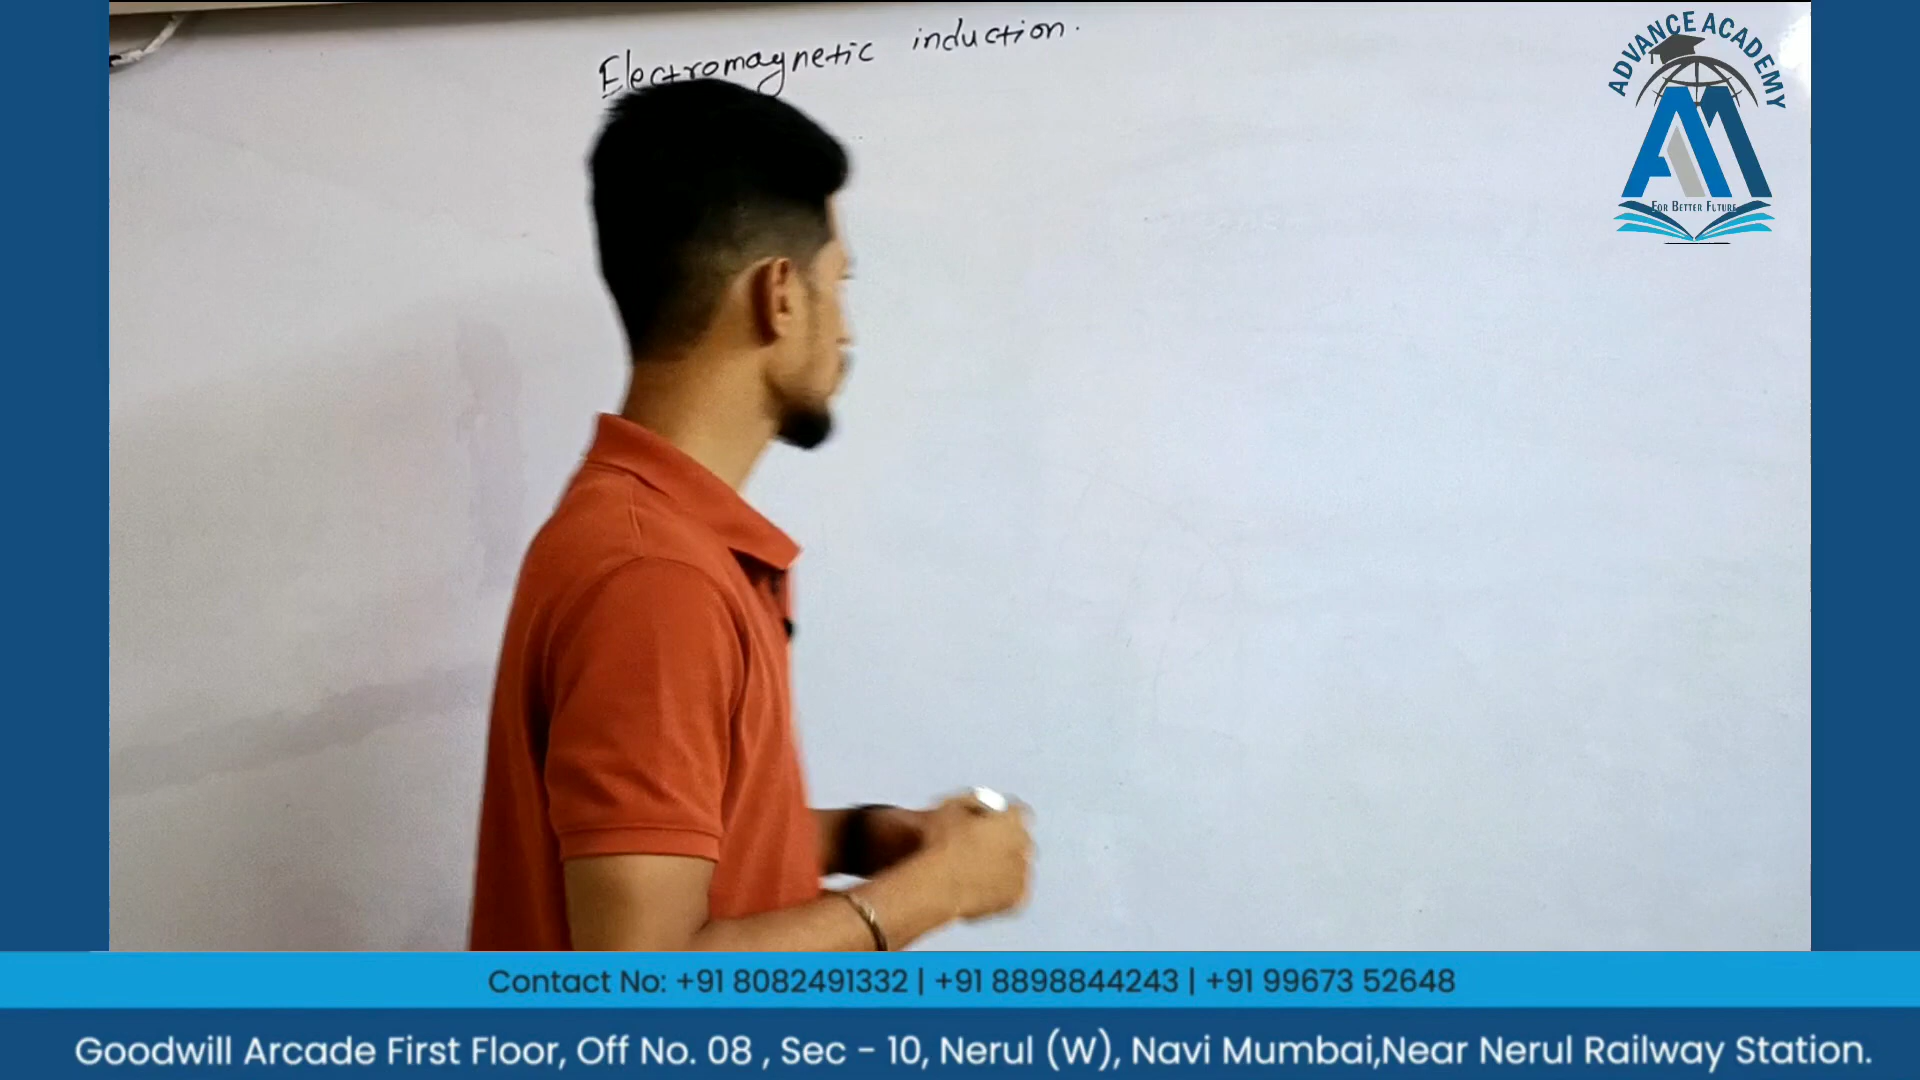 Electromagnetic induction.
ADVANCE ACADEMY
FOR BETTER FUTURE
Contact No: +91 8082491332 | +91 8898844243 | +91 99673 52648
Goodwill Arcade First Floor, Off No. 08 , Sec - 10, Nerul (W), Navi Mumbai,Near Nerul Railway Station.